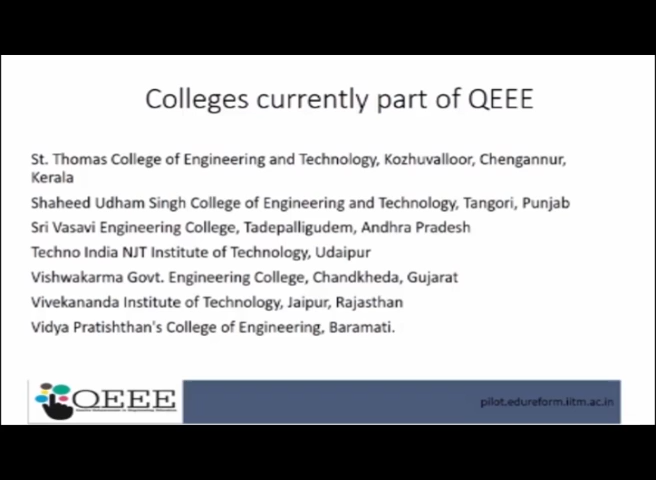 Colleges currently part of QEEE
St. Thomas College of Engineering and Technology, Kozhuvalloor, Chengannur,
Kerala
Shaheed Udham Singh College of Engineering and Technology, Tangori, Punjab
Sri Vasavi Engineering College, Tadepalligudem, Andhra Pradesh
Techno India NJT Institute of Technology, Udaipur
Vishwakarma Govt. Engineering College, Chandkheda, Gujarat
Vivekananda Institute of Technology, Jaipur, Rajasthan
Vidya Pratishthan's College of Engineering, Baramati.
QEEE
pilot.edureform.iitm.ac.in